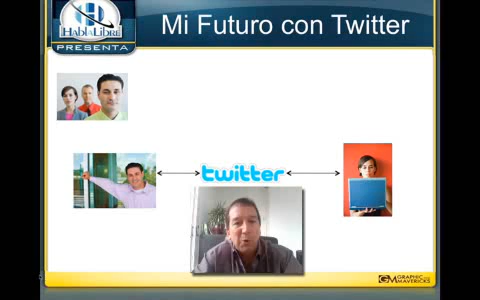 Mi Futuro con Twitter
HablaLibre
PRESENTA
twitter
GM GRAPHIC
MAVERICKS